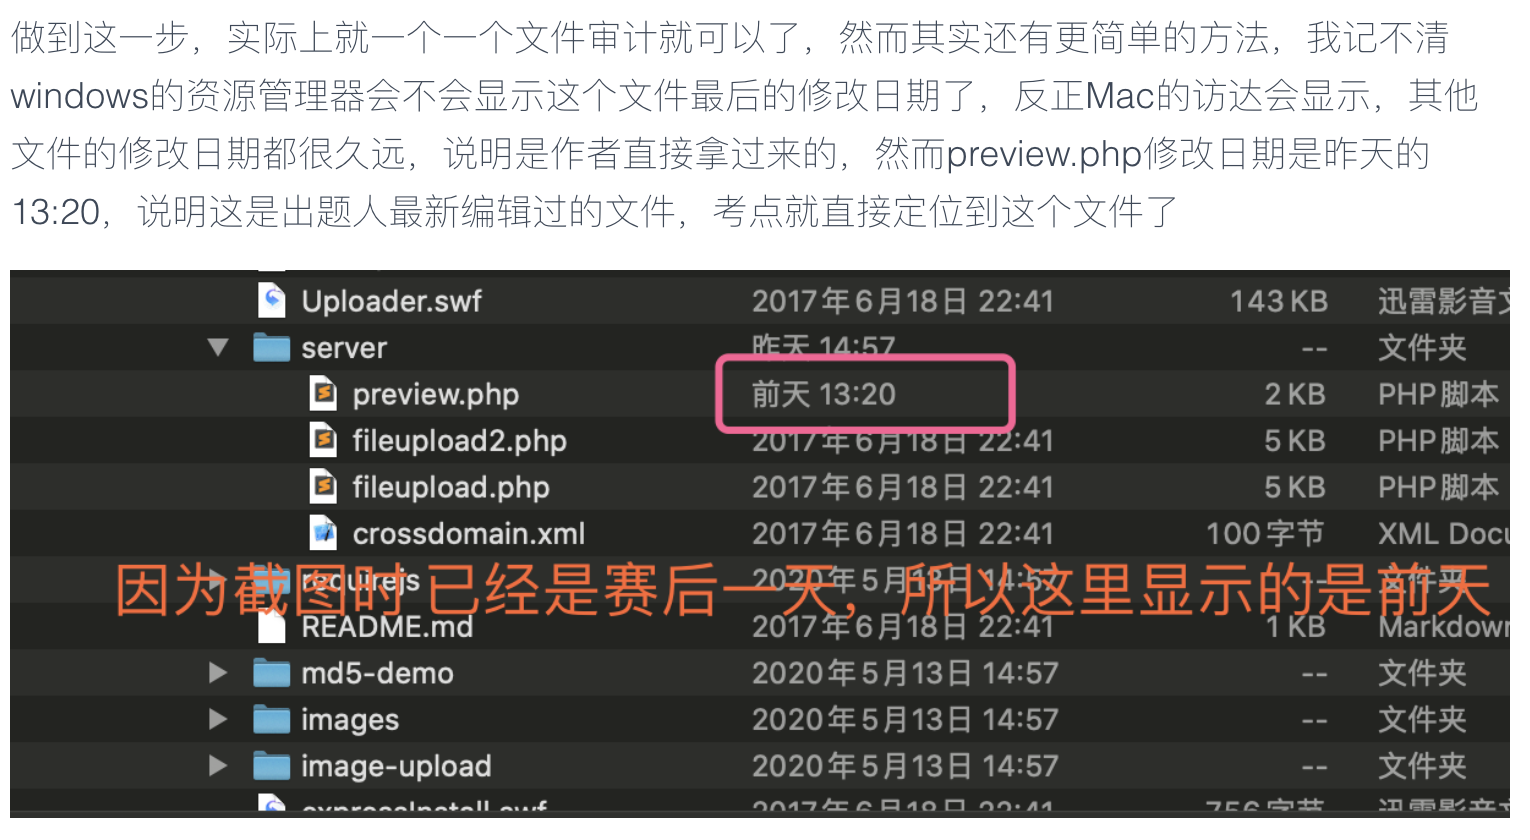 做到这一步，实际上就一个一个文件审计就可以了，然而其实还有更简单的方法，我记不清
windows的资源管理器会不会显示这个文件最后的修改日期了，反正Mac的访达会显示，其他
文件的修改日期都很久远，说明是作者直接拿过来的，然而preview.php修改日期是昨天的
13:20，说明这是出题人最新编辑过的文件，考点就直接定位到这个文件了
Uploader.swf 2017年6月18日 22:41 143 KB 迅雷影音文
server 昨天 14:57 -- 文件夹
preview.php 前天 13:20 2 KB PHP脚本
fileupload2.php 2017年6月18日 22:41 5 KB PHP脚本
fileupload.php 2017年6月18日 22:41 5 KB PHP脚本
crossdomain.xml 2017年6月18日 22:41 100 字节 XML Docu
requirejs 2020年5月13日 14:57 -- 文件夹
因为截图时已经是赛后一天，所以这里显示的是前天
README.md 2017年6月18日 22:41 1 KB Markdown
md5-demo 2020年5月13日 14:57 -- 文件夹
images 2020年5月13日 14:57 -- 文件夹
image-upload 2020年5月13日 14:57 -- 文件夹
expressInstall.swf 2017年6月18日 22:41 756 字节 迅雷影音文